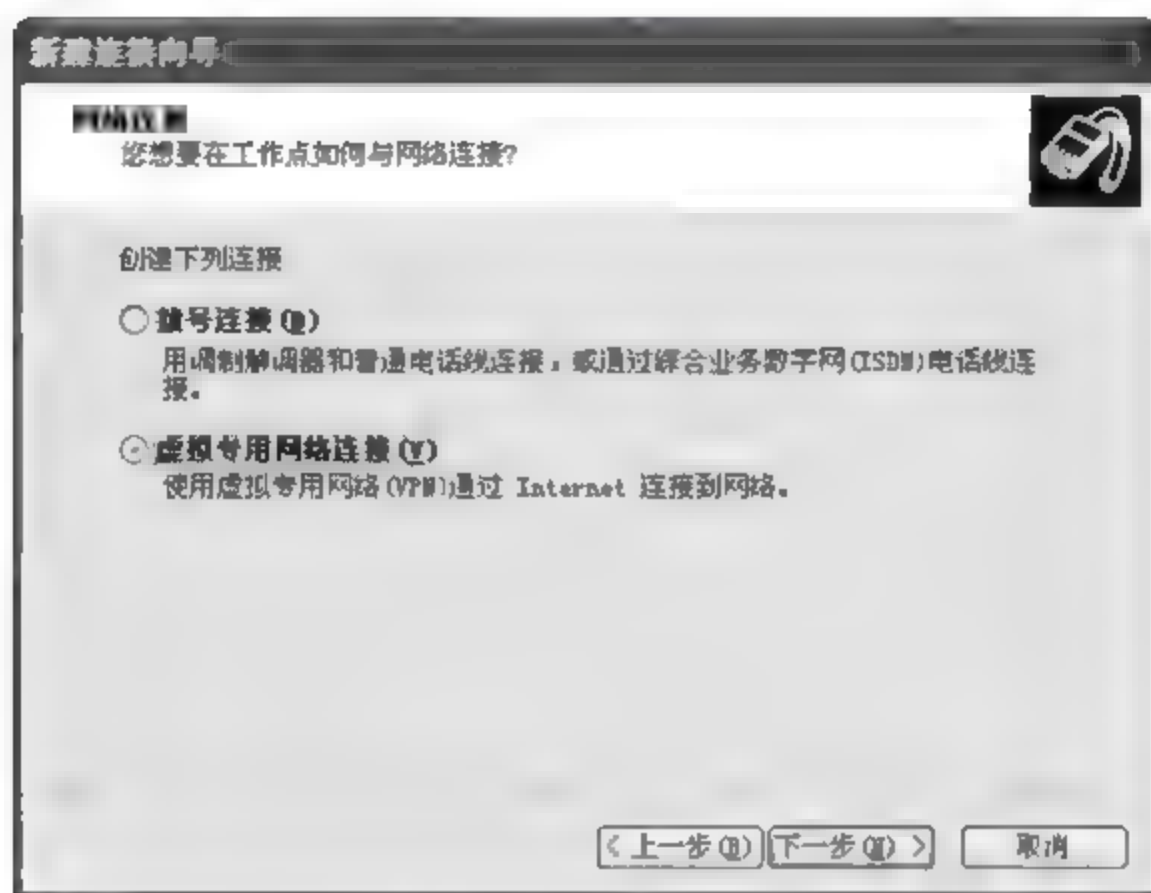 新建连接向导
网络连接
您想要在工作点如何与网络连接?
创建下列连接
拨号连接(D)
用调制解调器和普通电话线连接，或通过综合业务数字网(ISDN)电话线连
接。
虚拟专用网络连接(V)
使用虚拟专用网络(VPN)通过 Internet 连接到网络。
< 上一步(B) 下一步(N) > 取消